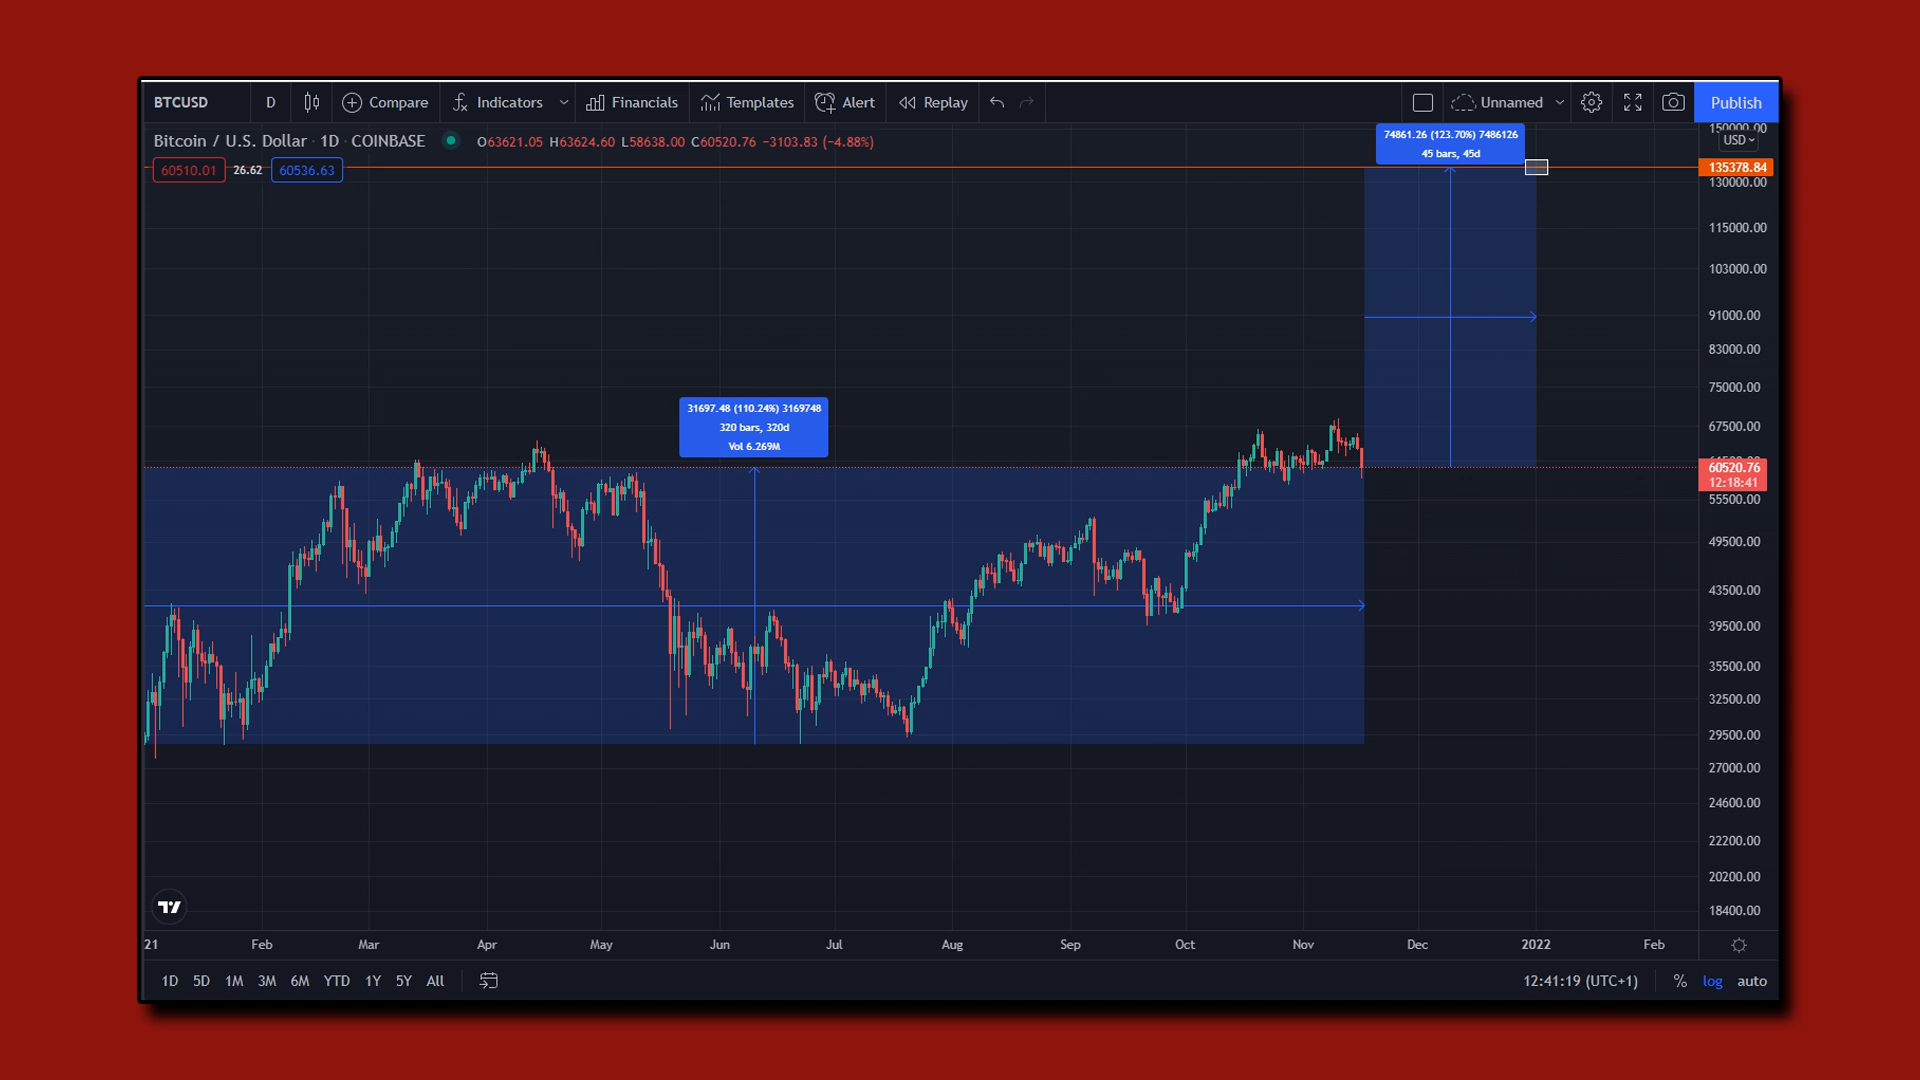 BTCUSD D Compare Indicators Financials Templates Alert Replay Unnamed Publish
Bitcoin / U.S. Dollar · 1D · COINBASE O63621.05 H63624.60 L58638.00 C60520.76 −3103.83 (−4.88%)
60510.01 26.62 60536.63
74861.26 (123.70%) 7486126
45 bars, 45d
31697.48 (110.24%) 3169748
320 bars, 320d
Vol 6.269M
150000.00
USD
135378.84
130000.00
115000.00
103000.00
91000.00
83000.00
75000.00
67500.00
60520.76
12:18:41
55500.00
49500.00
43500.00
39500.00
35500.00
32500.00
29500.00
27000.00
24600.00
22200.00
20200.00
18400.00
21 Feb Mar Apr May Jun Jul Aug Sep Oct Nov Dec 2022 Feb
1D 5D 1M 3M 6M YTD 1Y 5Y All 12:41:19 (UTC+1) % log auto